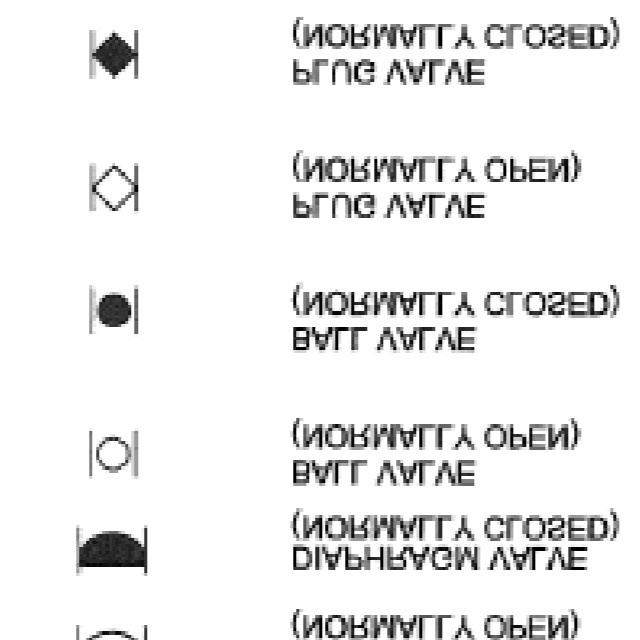 (NORMALLY OPEN)
DIAPHRAGM VALVE
(NORMALLY CLOSED)
BALL VALVE
(NORMALLY OPEN)
BALL VALVE
(NORMALLY CLOSED)
PLUG VALVE
(NORMALLY OPEN)
PLUG VALVE
(NORMALLY CLOSED)